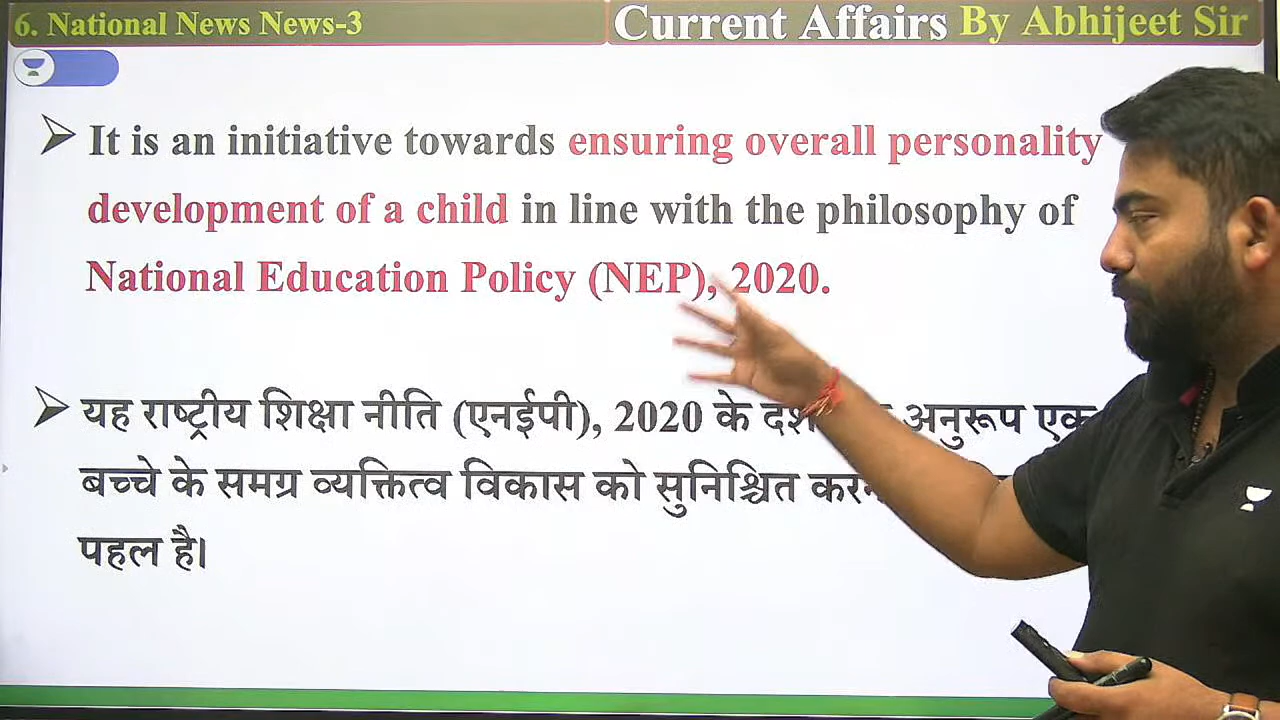 6. National News News-3
Current Affairs By Abhijeet Sir
It is an initiative towards ensuring overall personality
development of a child in line with the philosophy of
National Education Policy (NEP), 2020.
यह राष्ट्रीय शिक्षा नीति (एनईपी), 2020 के अनुरूप एक
बच्चे के समग्र व्यक्तित्व विकास को सुनिश्चित
पहल है।